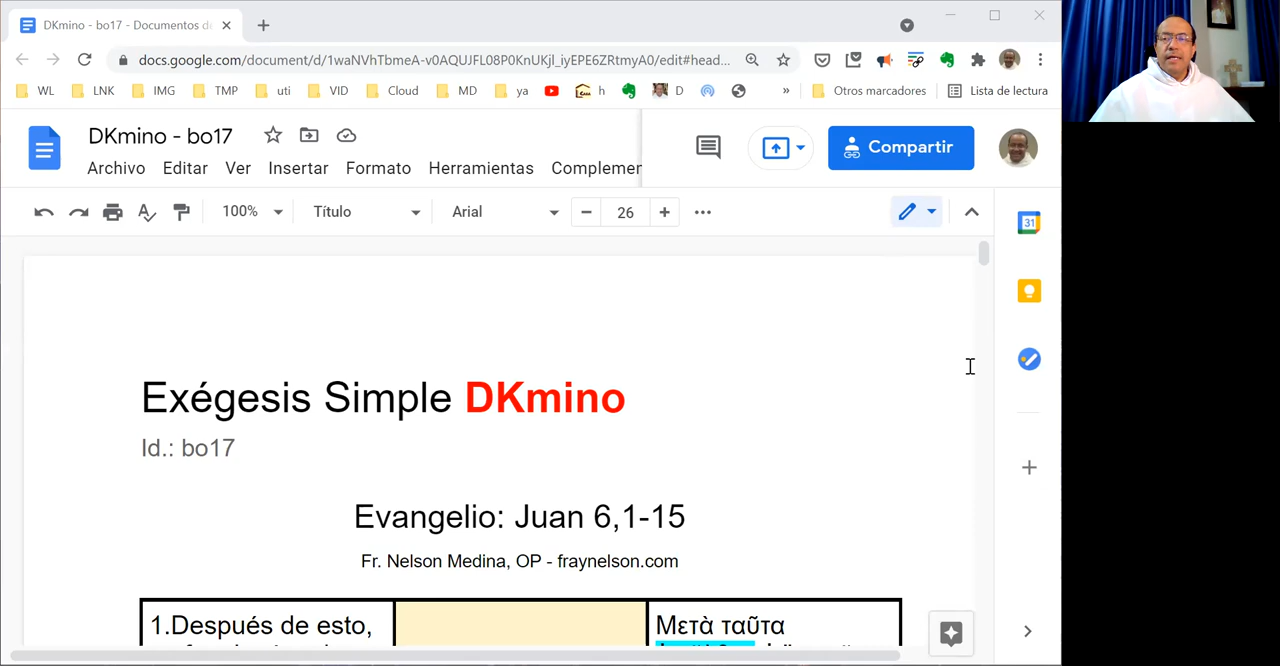 DKmino - bo17 - Documentos d
docs.google.com/document/d/1waNVhTbmeA-v0AQUJFL08P0KnUKjl_iyEPE6ZRtmyA0/edit#head...
WL LNK IMG TMP uti VID Cloud MD ya h D » Otros marcadores Lista de lectura
DKmino - bo17
Compartir
Archivo Editar Ver Insertar Formato Herramientas Complemen
100% Título Arial 26
31
Exégesis Simple DKmino
Id.: bo17
Evangelio: Juan 6,1-15
Fr. Nelson Medina, OP - fraynelson.com
1.Después de esto, Μετὰ ταῦτα